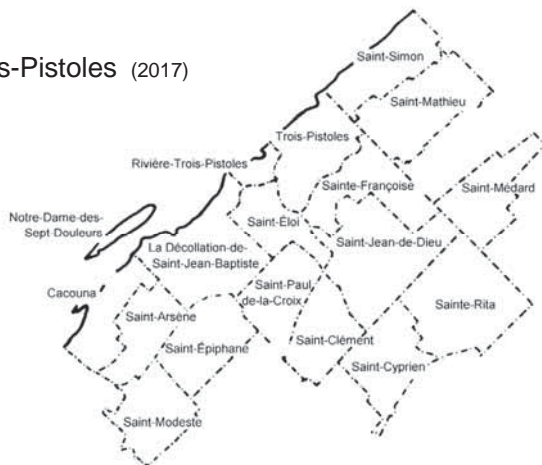 s-Pistoles (2017)
Saint-Simon
Saint-Mathieu
Trois-Pistoles
Rivière-Trois-Pistoles
Sainte-Françoise
Saint-Médard
Notre-Dame-des-
Sept-Douleurs
Saint-Éloi
La Décollation-de-
Saint-Jean-Baptiste
Saint-Jean-de-Dieu
Cacouna
Saint-Paul
de-la-Croix
Sainte-Rita
Saint-Arsène
Saint-Clément
Saint-Épiphane
Saint-Cyprien
Saint-Modeste